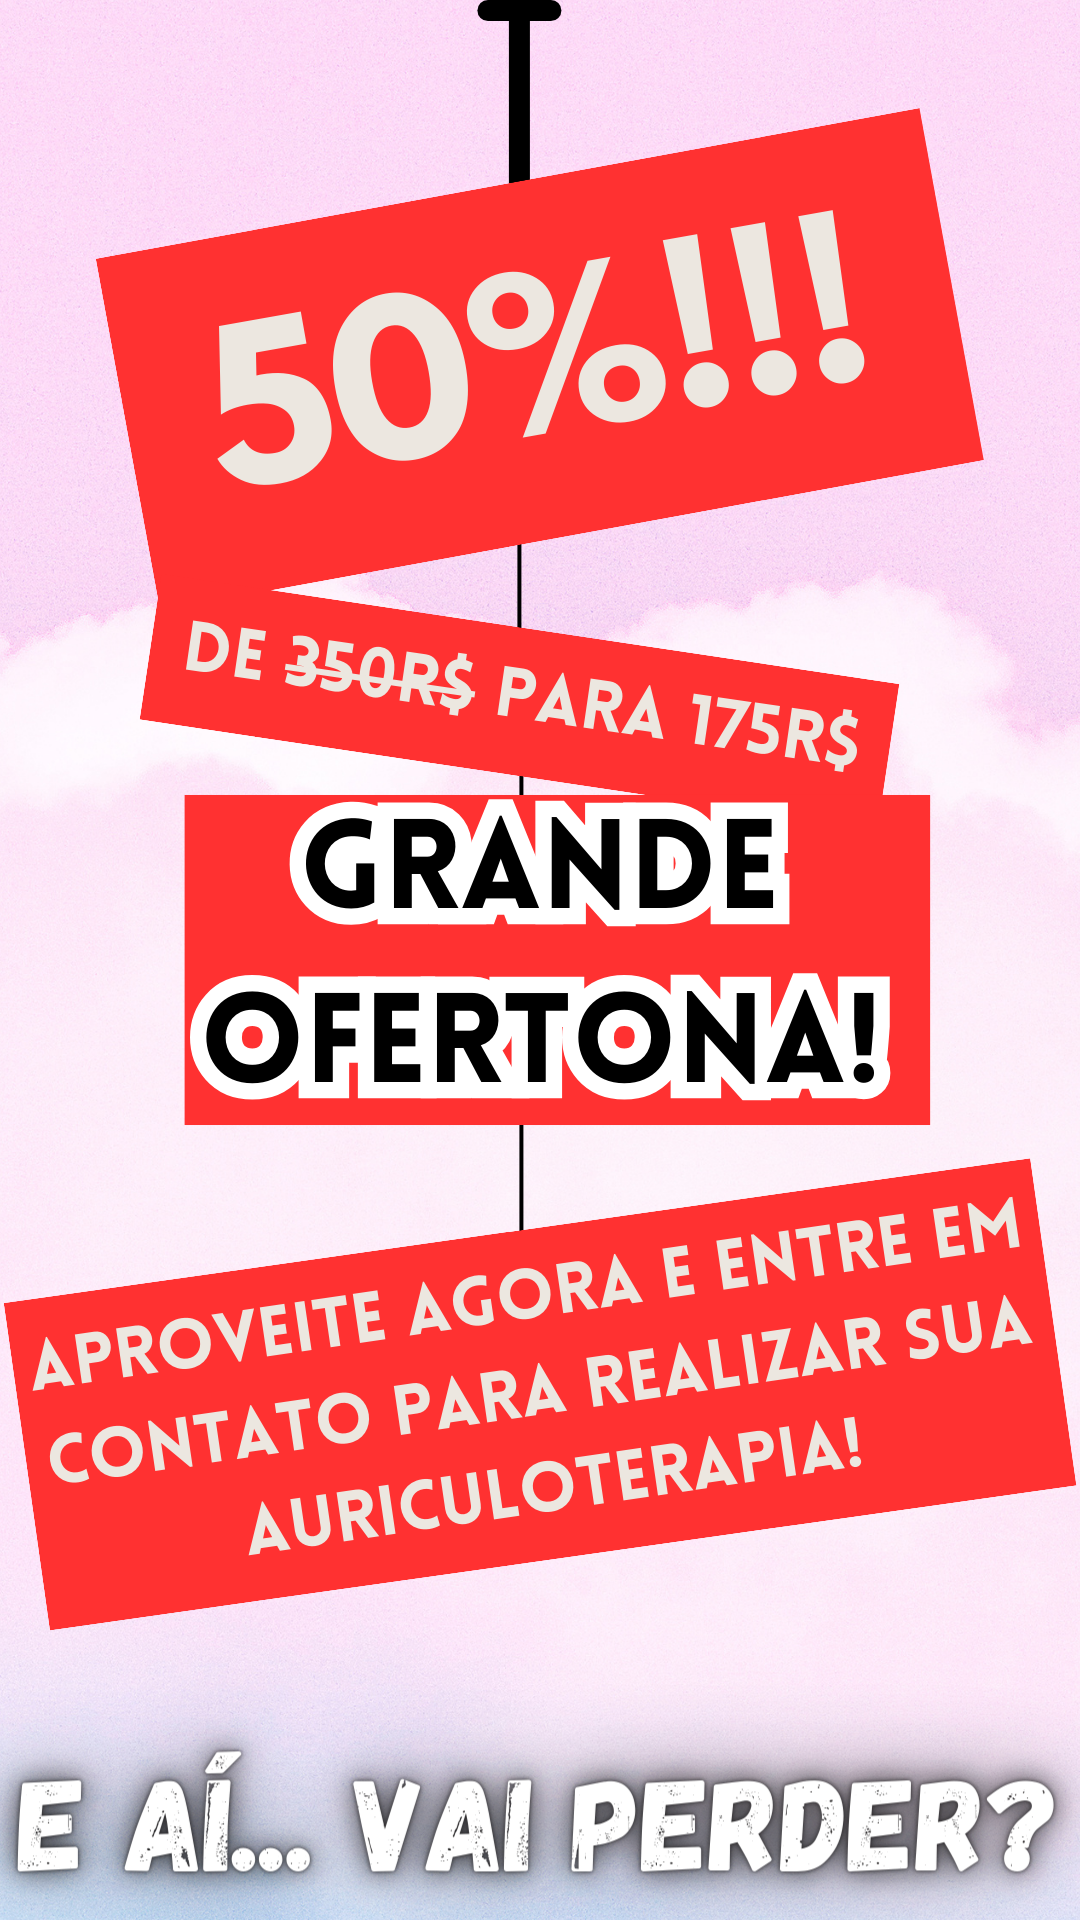 50%!!!
DE 350R$ PARA 175R$
GRANDE
OFERTONA!
APROVEITE AGORA E ENTRE EM
CONTATO PARA REALIZAR SUA
AURICULOTERAPIA!
E AÍ... VAI PERDER?